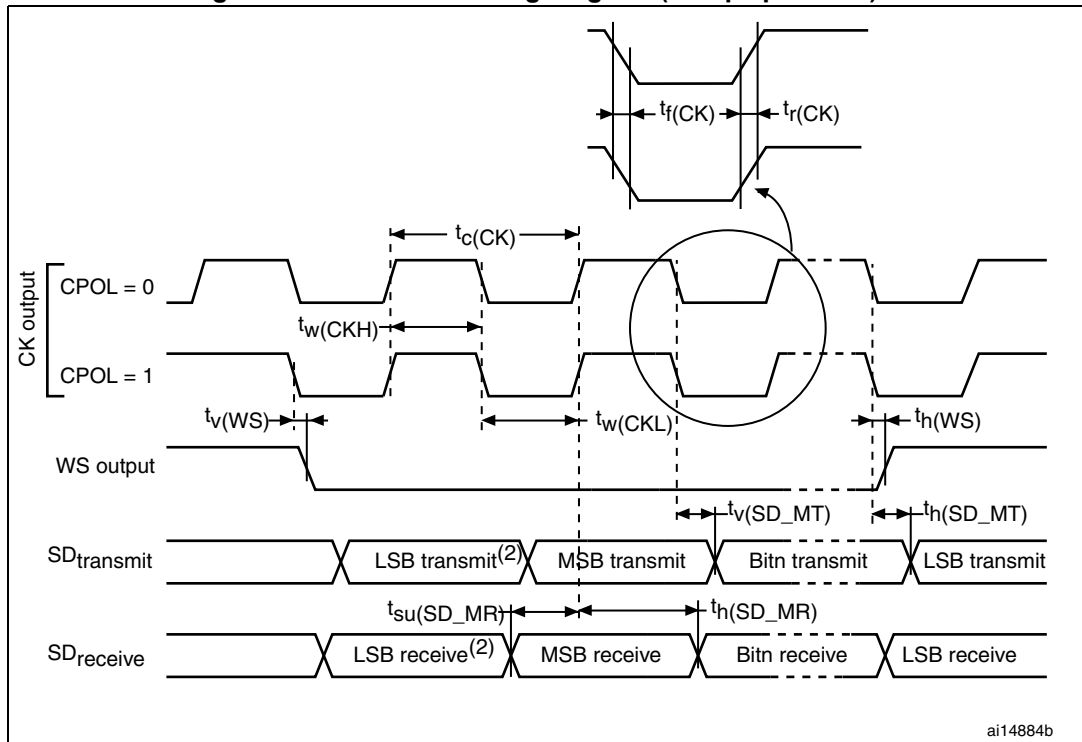 tf(CK)
tr(CK)
tc(CK)
CK output
CPOL = 0
tw(CKH)
CPOL = 1
tv(WS)
tw(CKL)
th(WS)
WS output
tv(SD_MT)
th(SD_MT)
SDtransmit
LSB transmit(2)
MSB transmit
Bitn transmit
LSB transmit
tsu(SD_MR)
th(SD_MR)
SDreceive
LSB receive(2)
MSB receive
Bitn receive
LSB receive
ai14884b